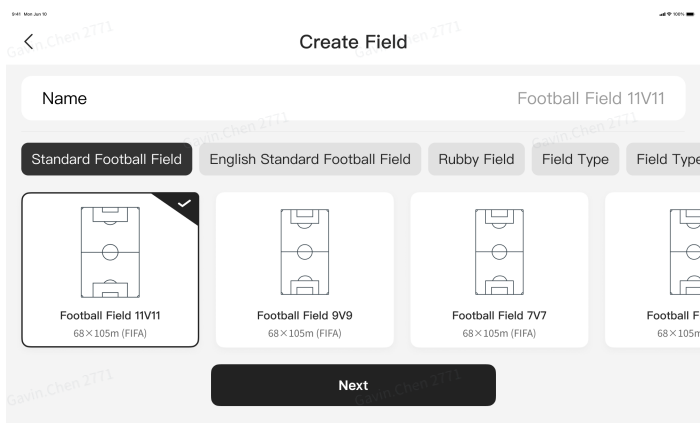 9:41 Mon Jun 10
100%
Create Field
Name
Football Field 11V11
Standard Football Field
English Standard Football Field
Rubby Field
Field Type
Field Type
Football Field 11V11
68×105m (FIFA)
Football Field 9V9
68×105m (FIFA)
Football Field 7V7
68×105m (FIFA)
Football F
68×105m
Next
Gavin.Chen 2771
Gavin.Chen 2771
Gavin.Chen 2771
Gavin.Chen 2771
Gavin.Chen 2771
Gavin.Chen 2771